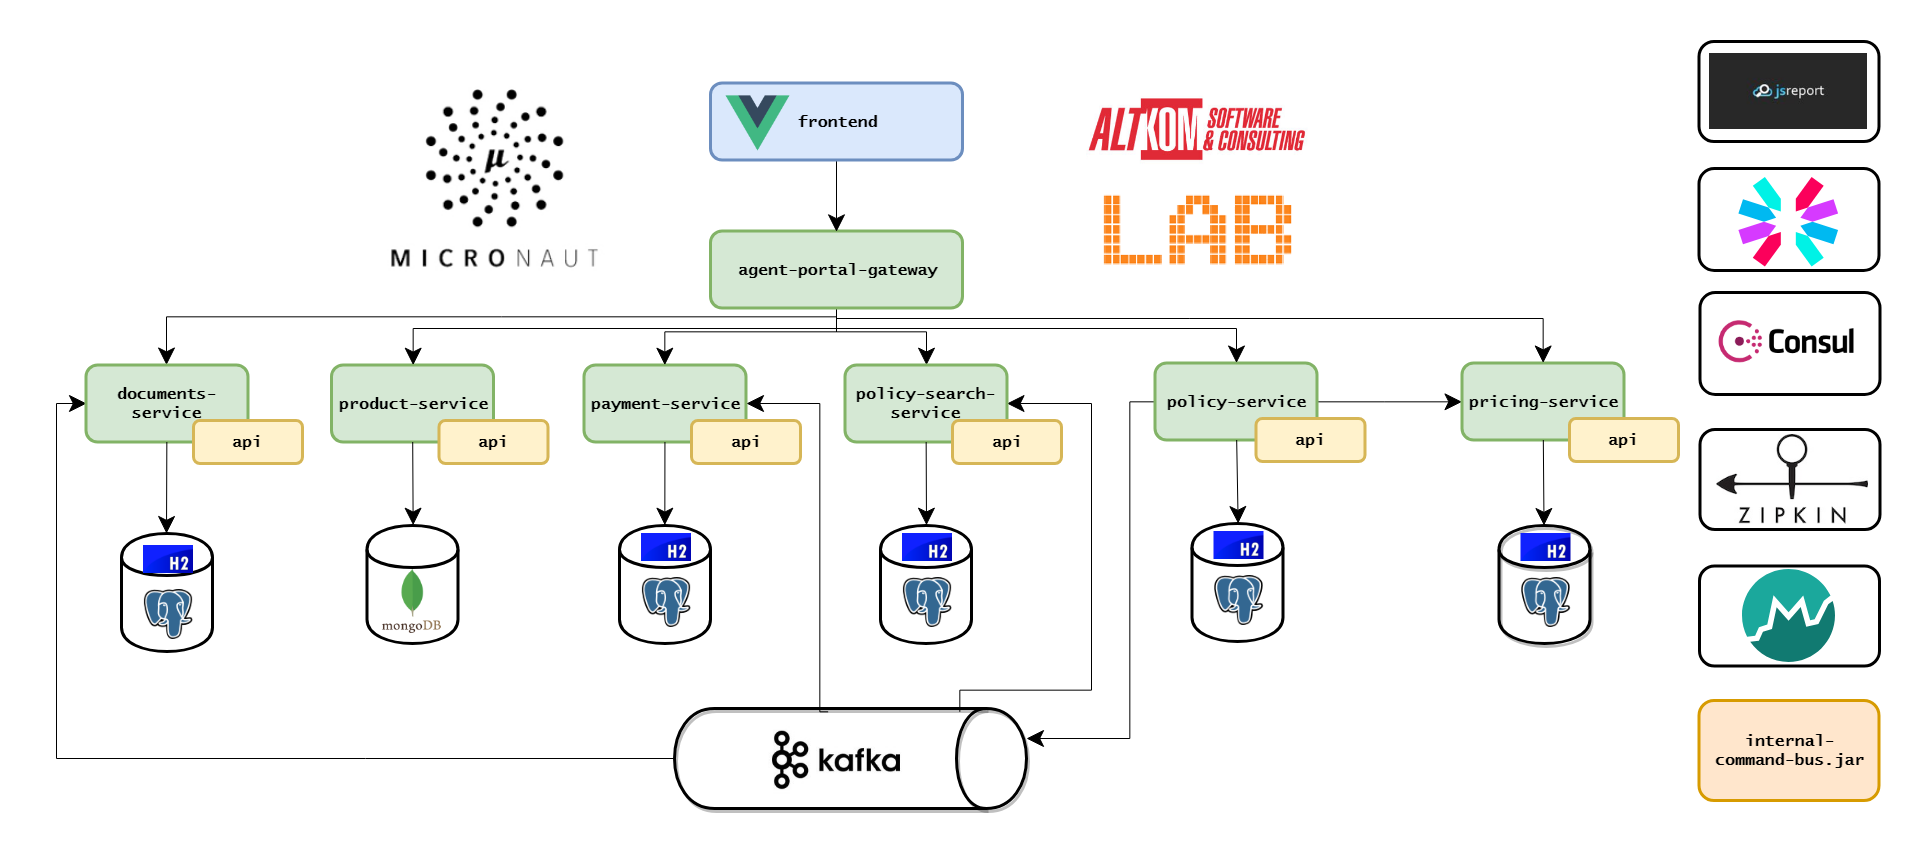 jsreport
frontend
ALTKOM SOFTWARE
& CONSULTING
LAB
μ
MICRONAUT
agent-portal-gateway
Consul
documents-
service
api
product-service
api
payment-service
api
policy-search-
service
api
policy-service
api
pricing-service
api
ZIPKIN
H2
mongoDB
H2
H2
H2
H2
kafka
internal-
command-bus.jar